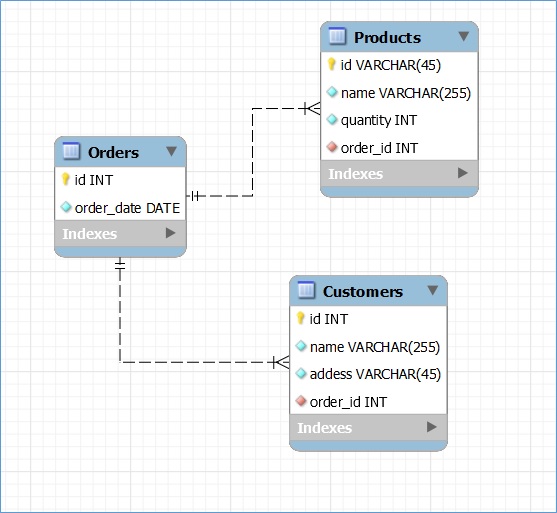 Products
id VARCHAR(45)
name VARCHAR(255)
quantity INT
order_id INT
Indexes
Orders
id INT
order_date DATE
Indexes
Customers
id INT
name VARCHAR(255)
addess VARCHAR(45)
order_id INT
Indexes